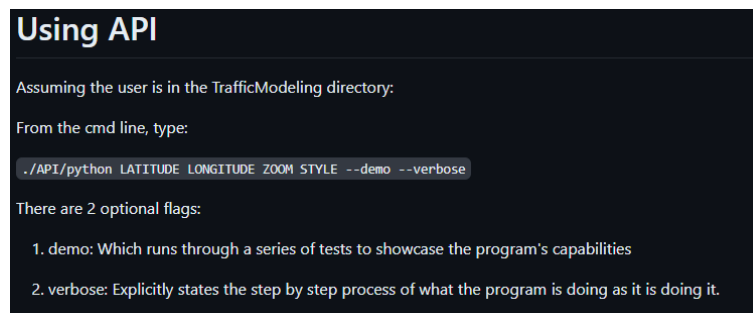 Using API
Assuming the user is in the TrafficModeling directory:
From the cmd line, type:
./API/python LATITUDE LONGITUDE ZOOM STYLE --demo --verbose
There are 2 optional flags:
1. demo: Which runs through a series of tests to showcase the program's capabilities
2. verbose: Explicitly states the step by step process of what the program is doing as it is doing it.